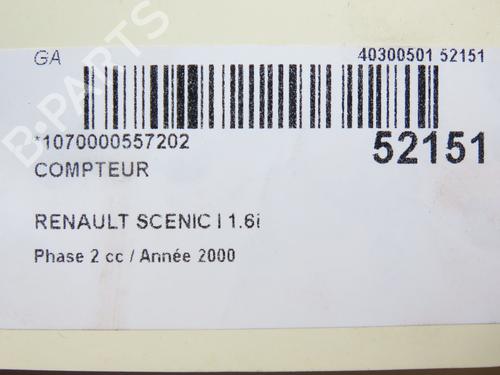 GA
40300501 52151
*1070000557202
52151
COMPTEUR
RENAULT SCENIC I 1.6i
Phase 2 cc / Année 2000
B-PARTS